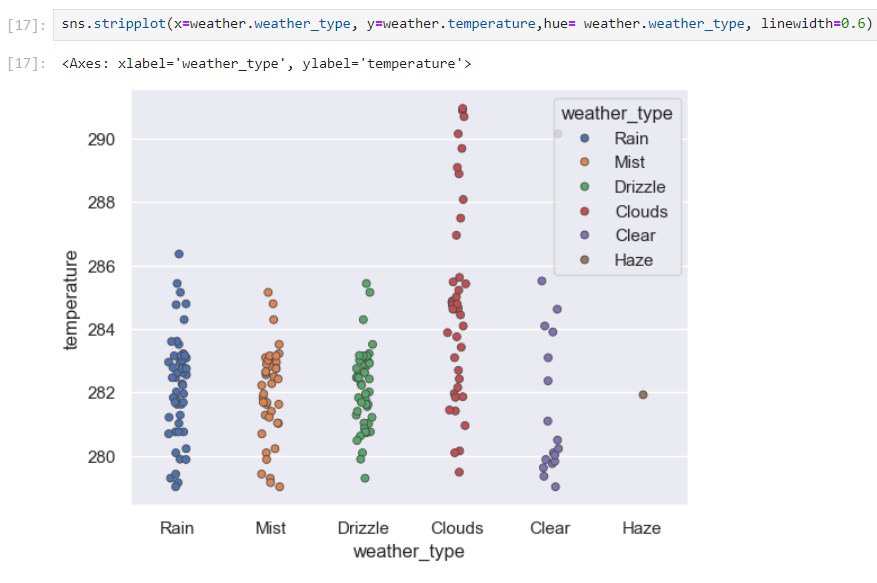 [17]: sns.stripplot(x=weather.weather_type, y=weather.temperature,hue= weather.weather_type, linewidth=0.6)
[17]: <Axes: xlabel='weather_type', ylabel='temperature'>
weather_type
Rain
Mist
Drizzle
Clouds
Clear
Haze
290
288
286
284
282
280
temperature
Rain Mist Drizzle Clouds Clear Haze
weather_type